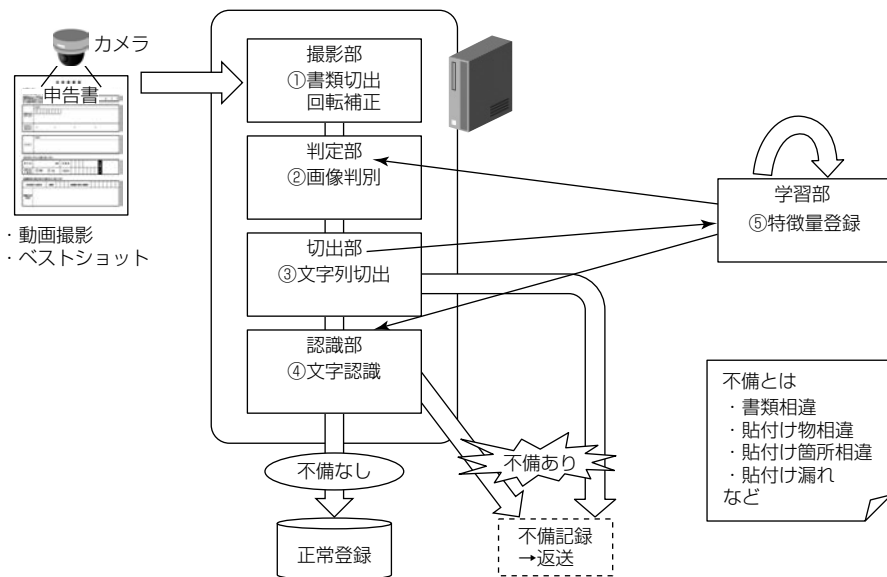 カメラ
申告書
・動画撮影
・ベストショット
撮影部
①書類切出
回転補正
判定部
②画像判別
切出部
③文字列切出
認識部
④文字認識
学習部
⑤特徴量登録
不備なし
正常登録
不備あり
不備記録
→返送
不備とは
・書類相違
・貼付け物相違
・貼付け箇所相違
・貼付け漏れ
など